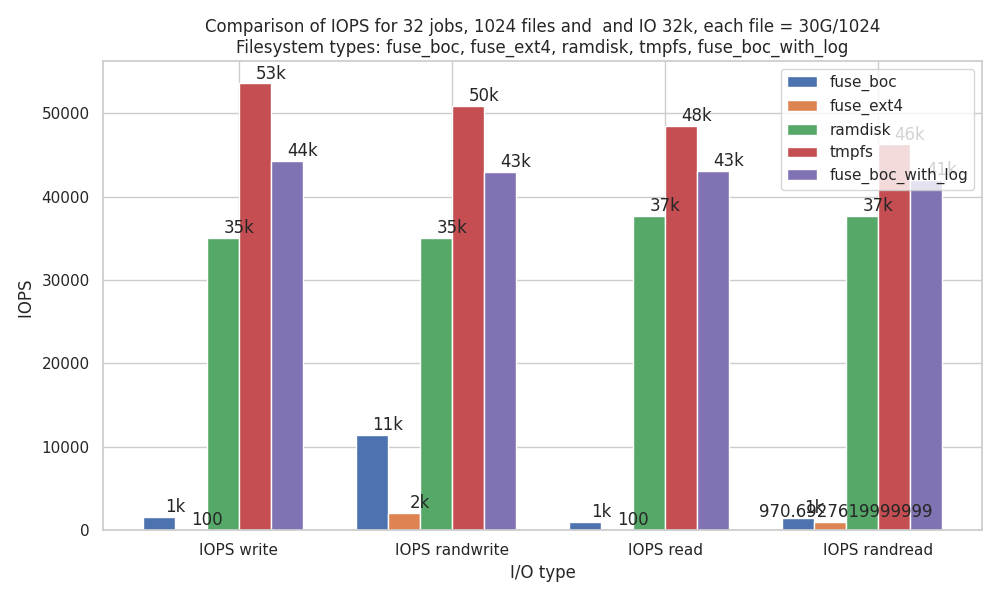 Comparison of IOPS for 32 jobs, 1024 files and  and IO 32k, each file = 30G/1024
Filesystem types: fuse_boc, fuse_ext4, ramdisk, tmpfs, fuse_boc_with_log
IOPS
50000
40000
30000
20000
10000
0
1k
100
35k
53k
44k
11k
2k
35k
50k
43k
1k
100
37k
48k
43k
1k
970.6927619999999
37k
46k
41k
fuse_boc
fuse_ext4
ramdisk
tmpfs
fuse_boc_with_log
IOPS write
IOPS randwrite
IOPS read
IOPS randread
I/O type